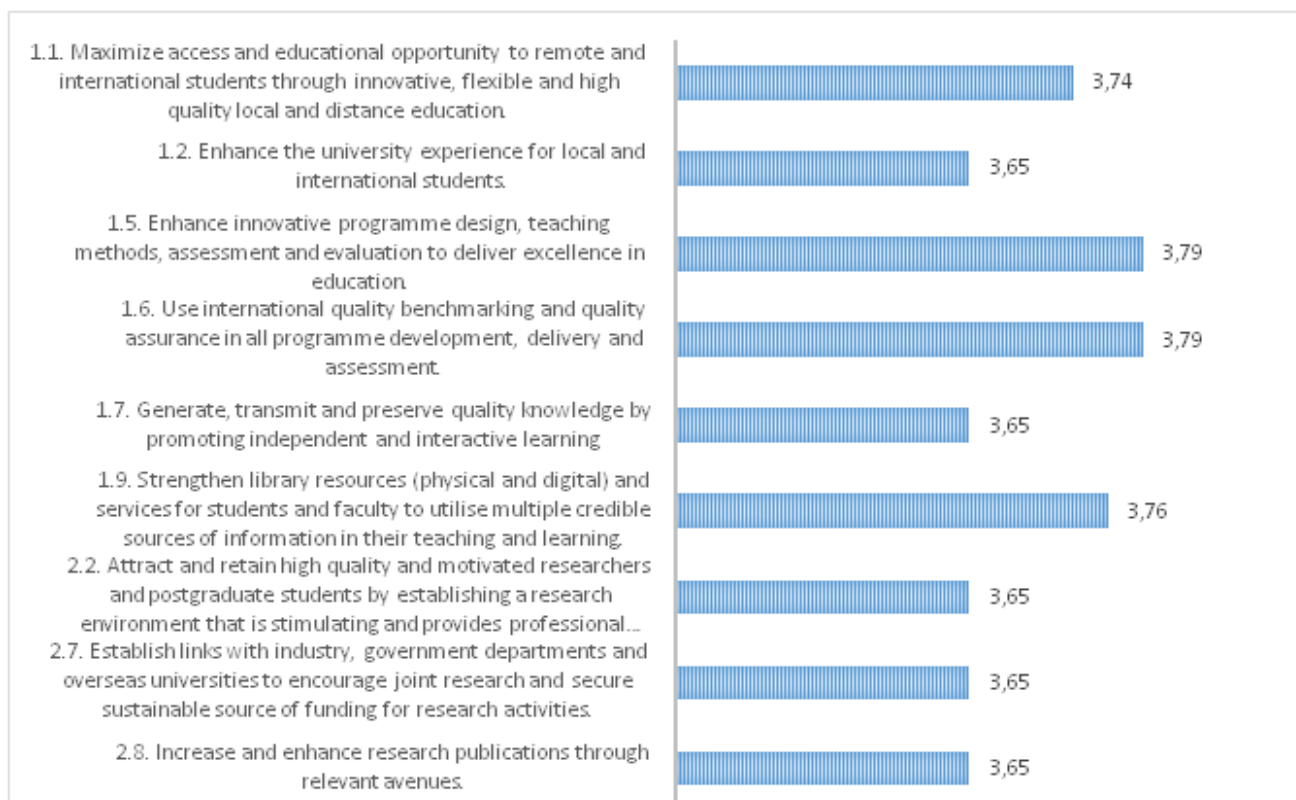 1.1. Maximize access and educational opportunity to remote and
international students through innovative, flexible and high
quality local and distance education.
3,74
1.2. Enhance the university experience for local and
international students.
3,65
1.5. Enhance innovative programme design, teaching
methods, assessment and evaluation to deliver excellence in
education.
3,79
1.6. Use international quality benchmarking and quality
assurance in all programme development, delivery and
assessment.
3,79
1.7. Generate, transmit and preserve quality knowledge by
promoting independent and interactive learning
3,65
1.9. Strengthen library resources (physical and digital) and
services for students and faculty to utilise multiple credible
sources of information in their teaching and learning.
3,76
2.2. Attract and retain high quality and motivated researchers
and postgraduate students by establishing a research
environment that is stimulating and provides professional...
3,65
2.7. Establish links with industry, government departments and
overseas universities to encourage joint research and secure
sustainable source of funding for research activities.
3,65
2.8. Increase and enhance research publications through
relevant avenues.
3,65